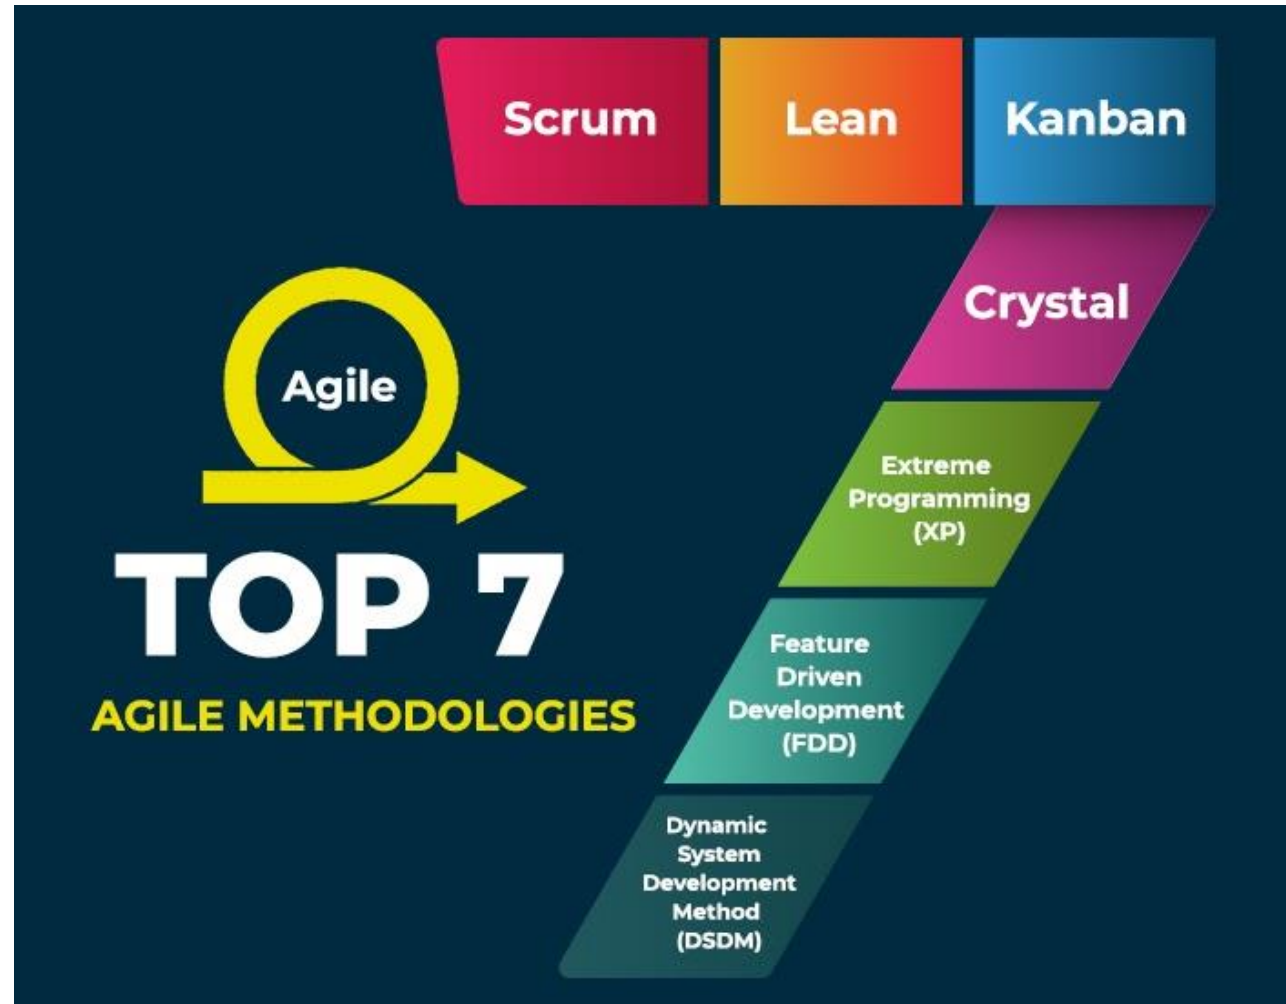 Scrum
Lean
Kanban
Crystal
Agile
Extreme
Programming
(XP)
TOP 7
AGILE METHODOLOGIES
Feature
Driven
Development
(FDD)
Dynamic
System
Development
Method
(DSDM)